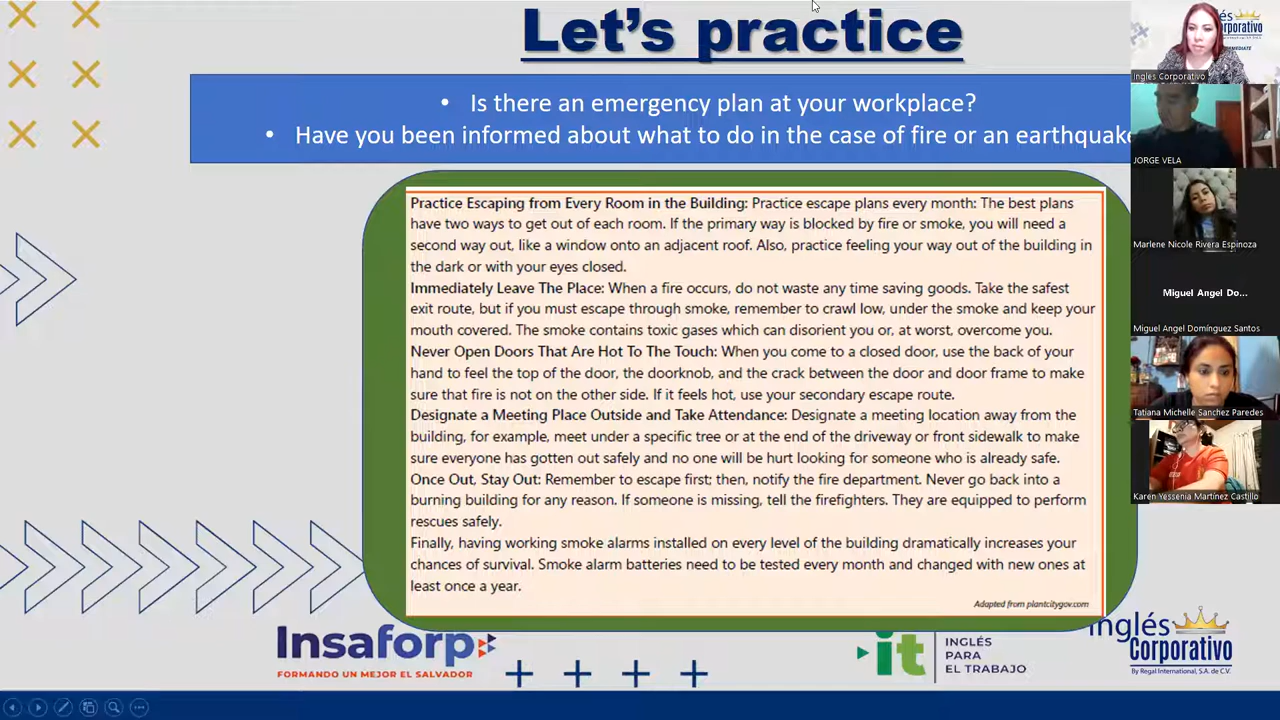 Let's practice
• Is there an emergency plan at your workplace?
• Have you been informed about what to do in the case of fire or an earthquake
Practice Escaping from Every Room in the Building: Practice escape plans every month: The best plans
have two ways to get out of each room. If the primary way is blocked by fire or smoke, you will need a
second way out, like a window onto an adjacent roof. Also, practice feeling your way out of the building in
the dark or with your eyes closed.
Immediately Leave The Place: When a fire occurs, do not waste any time saving goods. Take the safest
exit route, but if you must escape through smoke, remember to crawl low, under the smoke and keep your
mouth covered. The smoke contains toxic gases which can disorient you or, at worst, overcome you.
Never Open Doors That Are Hot To The Touch: When you come to a closed door, use the back of your
hand to feel the top of the door, the doorknob, and the crack between the door and door frame to make
sure that fire is not on the other side. If it feels hot, use your secondary escape route.
Designate a Meeting Place Outside and Take Attendance: Designate a meeting location away from the
building, for example, meet under a specific tree or at the end of the driveway or front sidewalk to make
sure everyone has gotten out safely and no one will be hurt looking for someone who is already safe.
Once Out, Stay Out: Remember to escape first; then, notify the fire department. Never go back into a
burning building for any reason. If someone is missing, tell the firefighters. They are equipped to perform
rescues safely.
Finally, having working smoke alarms installed on every level of the building dramatically increases your
chances of survival. Smoke alarm batteries need to be tested every month and changed with new ones at
least once a year.
Adapted from plantcitygov.com
Insaforp
FORMANDO UN MEJOR EL SALVADOR
it
INGLÉS
PARA
EL TRABAJO
Inglés
Corporativo
By Regal International, S.A. de C.V.
Ingles Corporativo
JORGE VELA
Marlene Nicole Rivera Espinoza
Miguel Angel Do...
Miguel Angel Domínguez Santos
Tatiana Michelle Sanchez Paredes
Karen Yessenia Martínez Castillo